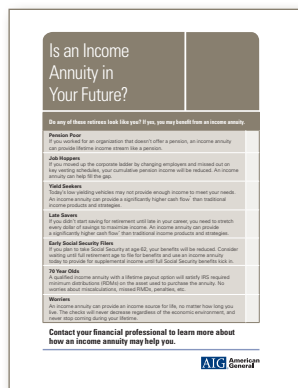 Is an Income
Annuity in
Your Future?
Do any of these retirees look like you? If yes, you may benefit from an income annuity.
Pension Poor
If you worked for an organization that doesn't offer a pension, an income annuity
can provide lifetime income stream like a pension.
Job Hoppers
If you moved up the corporate ladder by changing employers and missed out on
key vesting schedules, your cumulative pension income will be reduced. An income
annuity can help fill the gap.
Yield Seekers
Today's low yielding vehicles may not provide enough income to meet your needs.
An income annuity can provide a significantly higher cash flow than traditional
income products and strategies.
Late Savers
If you didn't start saving for retirement until late in your career, you need to stretch
every dollar of savings to maximize income. An income annuity can provide
a significantly higher cash flow than traditional income products and strategies.
Early Social Security Filers
If you plan to take Social Security at age 62, your benefits will be reduced. Consider
waiting until full retirement age to file for benefits and use an income annuity
today to provide for supplemental income until full Social Security benefits kick in.
70 Year Olds
A qualified income annuity with a lifetime payout option will satisfy IRS required
minimum distributions (RDMs) on the asset used to purchase the annuity. No
worries about miscalculations, missed RMDs, penalties, etc.
Worriers
An income annuity can provide an income source for life, no matter how long you
live. The checks will never decrease regardless of the economic environment, and
never stop coming during your lifetime.
Contact your financial professional to learn more about
how an income annuity may help you.
AIG American
General